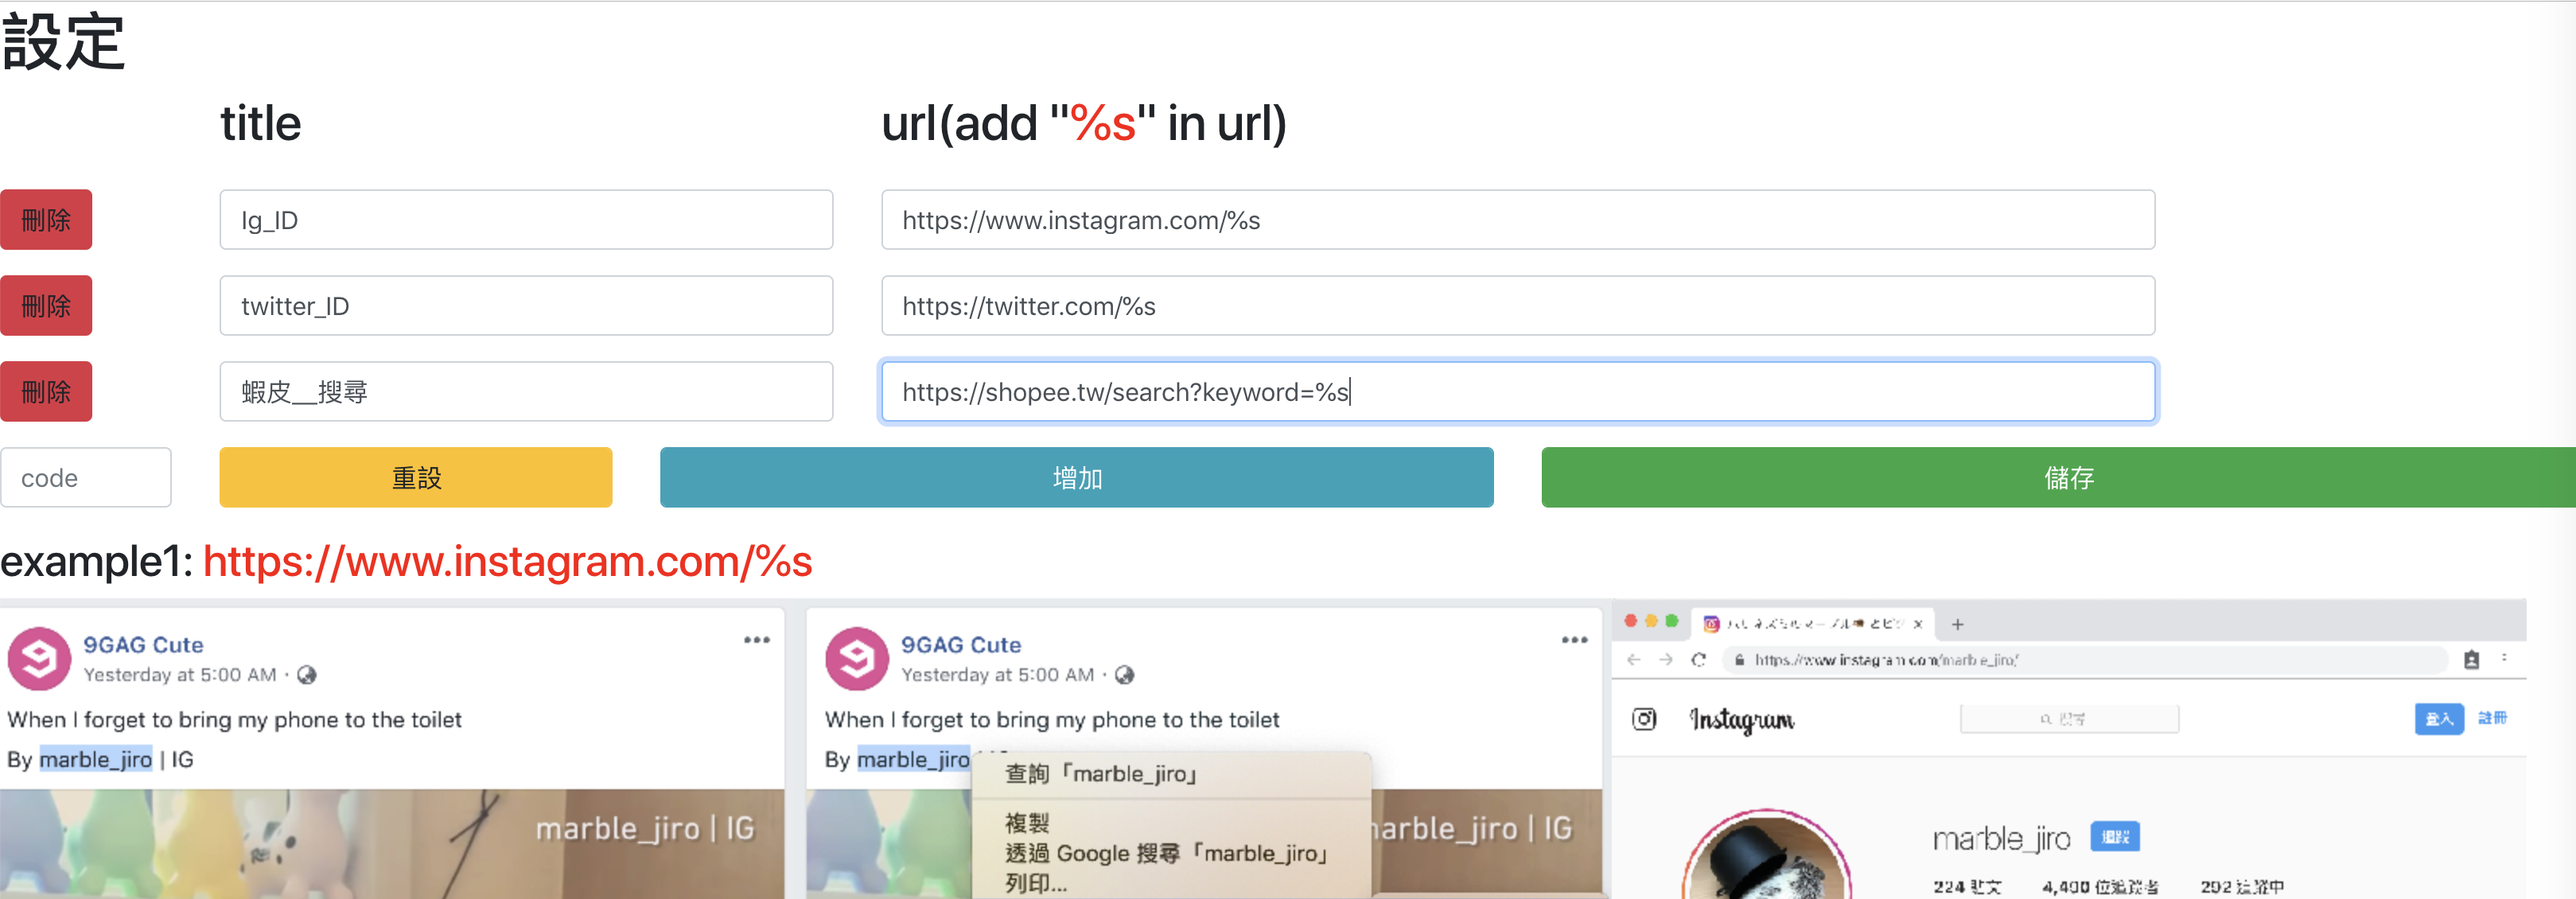 設定
title
url(add "%s" in url)
刪除
Ig_ID
https://www.instagram.com/%s
刪除
twitter_ID
https://twitter.com/%s
刪除
蝦皮__搜尋
https://shopee.tw/search?keyword=%s
code
重設
增加
儲存
example1: https://www.instagram.com/%s
9GAG Cute
Yesterday at 5:00 AM ·
When I forget to bring my phone to the toilet
By marble_jiro | IG
marble_jiro | IG
9GAG Cute
Yesterday at 5:00 AM ·
When I forget to bring my phone to the toilet
By marble_jiro
查詢「marble_jiro」
複製
透過 Google 搜尋「marble_jiro」
列印...
marble_jiro | IG
https://www.instagram.com/marble_jiro/
Instagram
搜尋
登入
註冊
marble_jiro
追蹤
224 貼文
4,400 位追蹤者
292 追蹤中